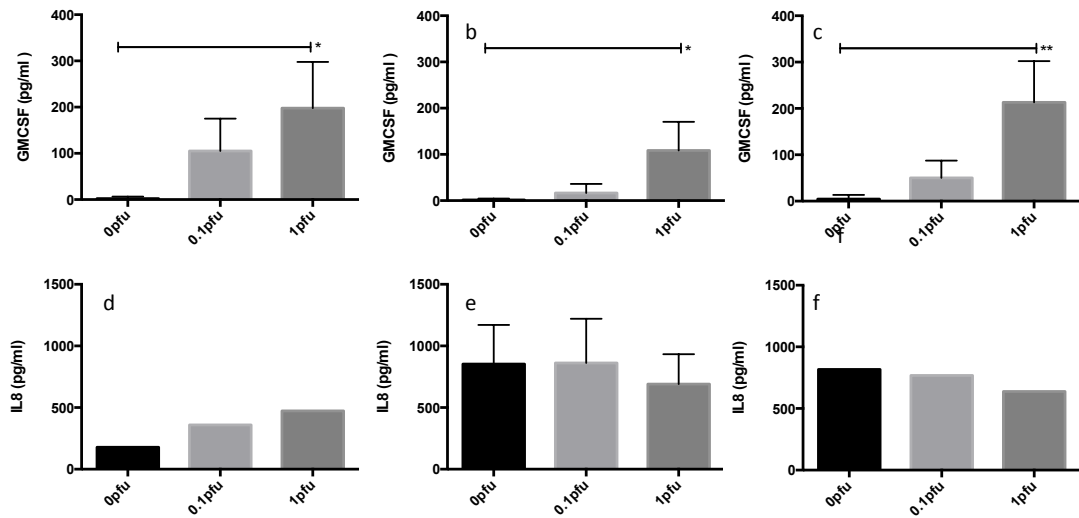 400
300
200
100
0
GMCSF (pg/ml )
*
0pfu
0.1pfu
1pfu
b
400
300
200
100
0
GMCSF (pg/ml )
*
0pfu
0.1pfu
1pfu
c
400
300
200
100
0
GMCSF (pg/ml )
**
0pfu
0.1pfu
1pfu
f
d
1500
1000
500
0
IL8 (pg/ml)
0pfu
0.1pfu
1pfu
e
1500
1000
500
0
IL8 (pg/ml)
0pfu
0.1pfu
1pfu
f
1500
1000
500
0
IL8 (pg/ml)
0pfu
0.1pfu
1pfu